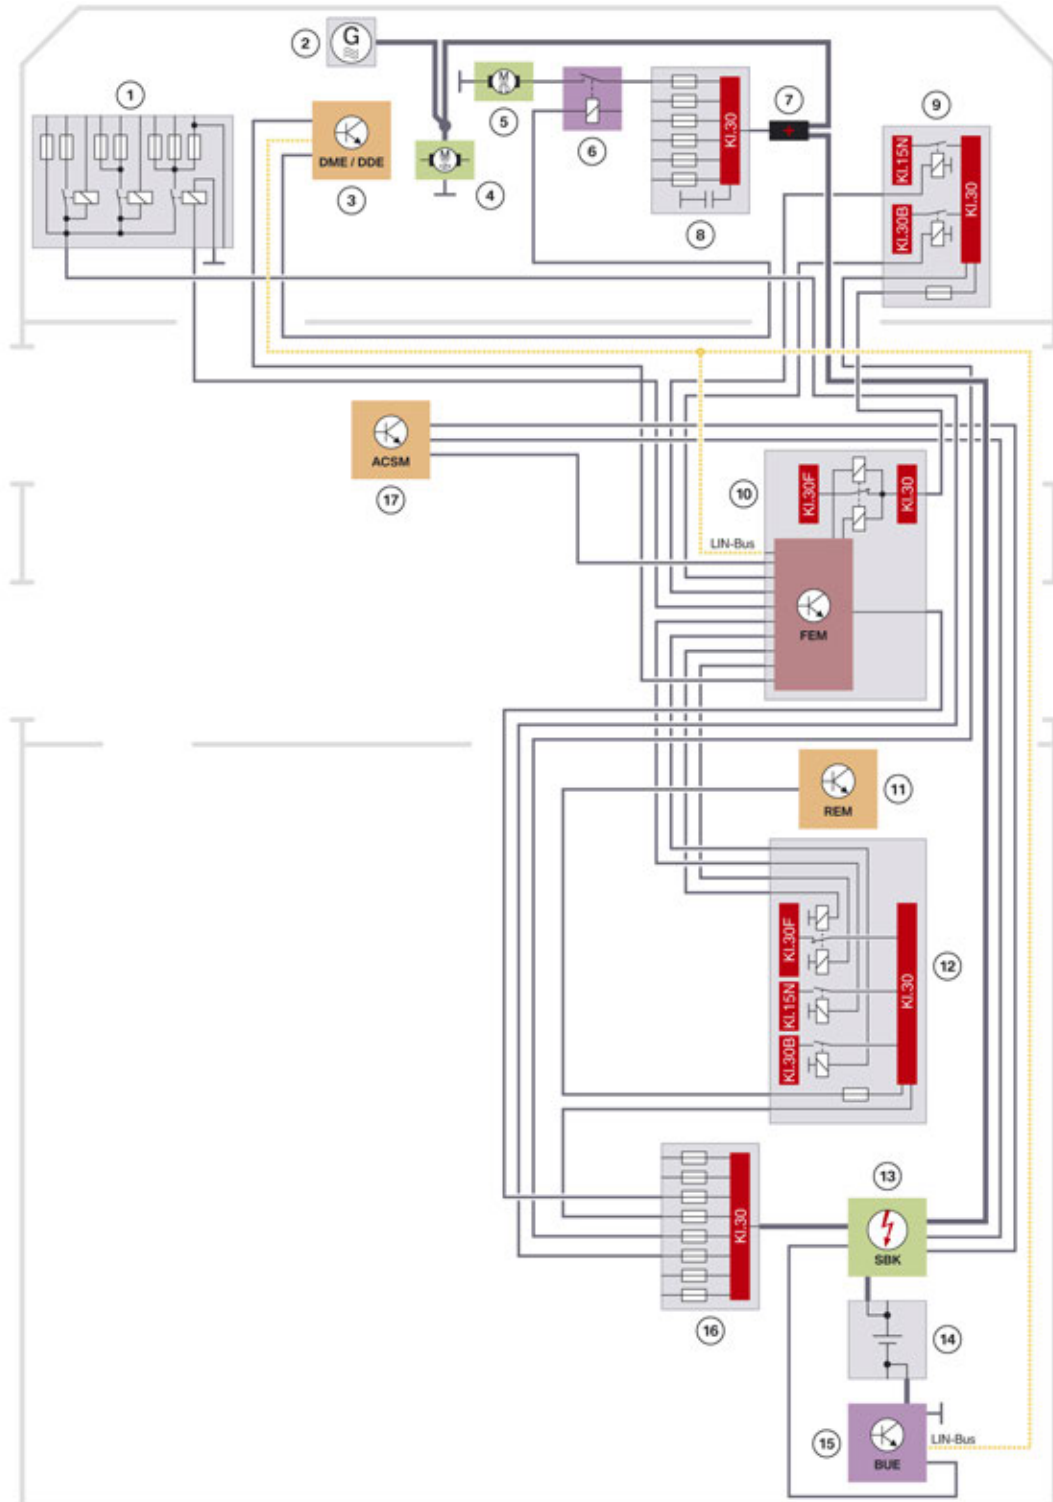 1
2
G
DME / DDE
3
M
4
M
5
6
7
+
Kl.30
8
9
Kl.15N
Kl.30B
Kl.30
ACSM
17
10
Kl.30F
Kl.30
LIN-Bus
FEM
REM
11
Kl.30F
Kl.15N
Kl.30B
Kl.30
12
13
SBK
Kl.30
16
14
15
BUE
LIN-Bus